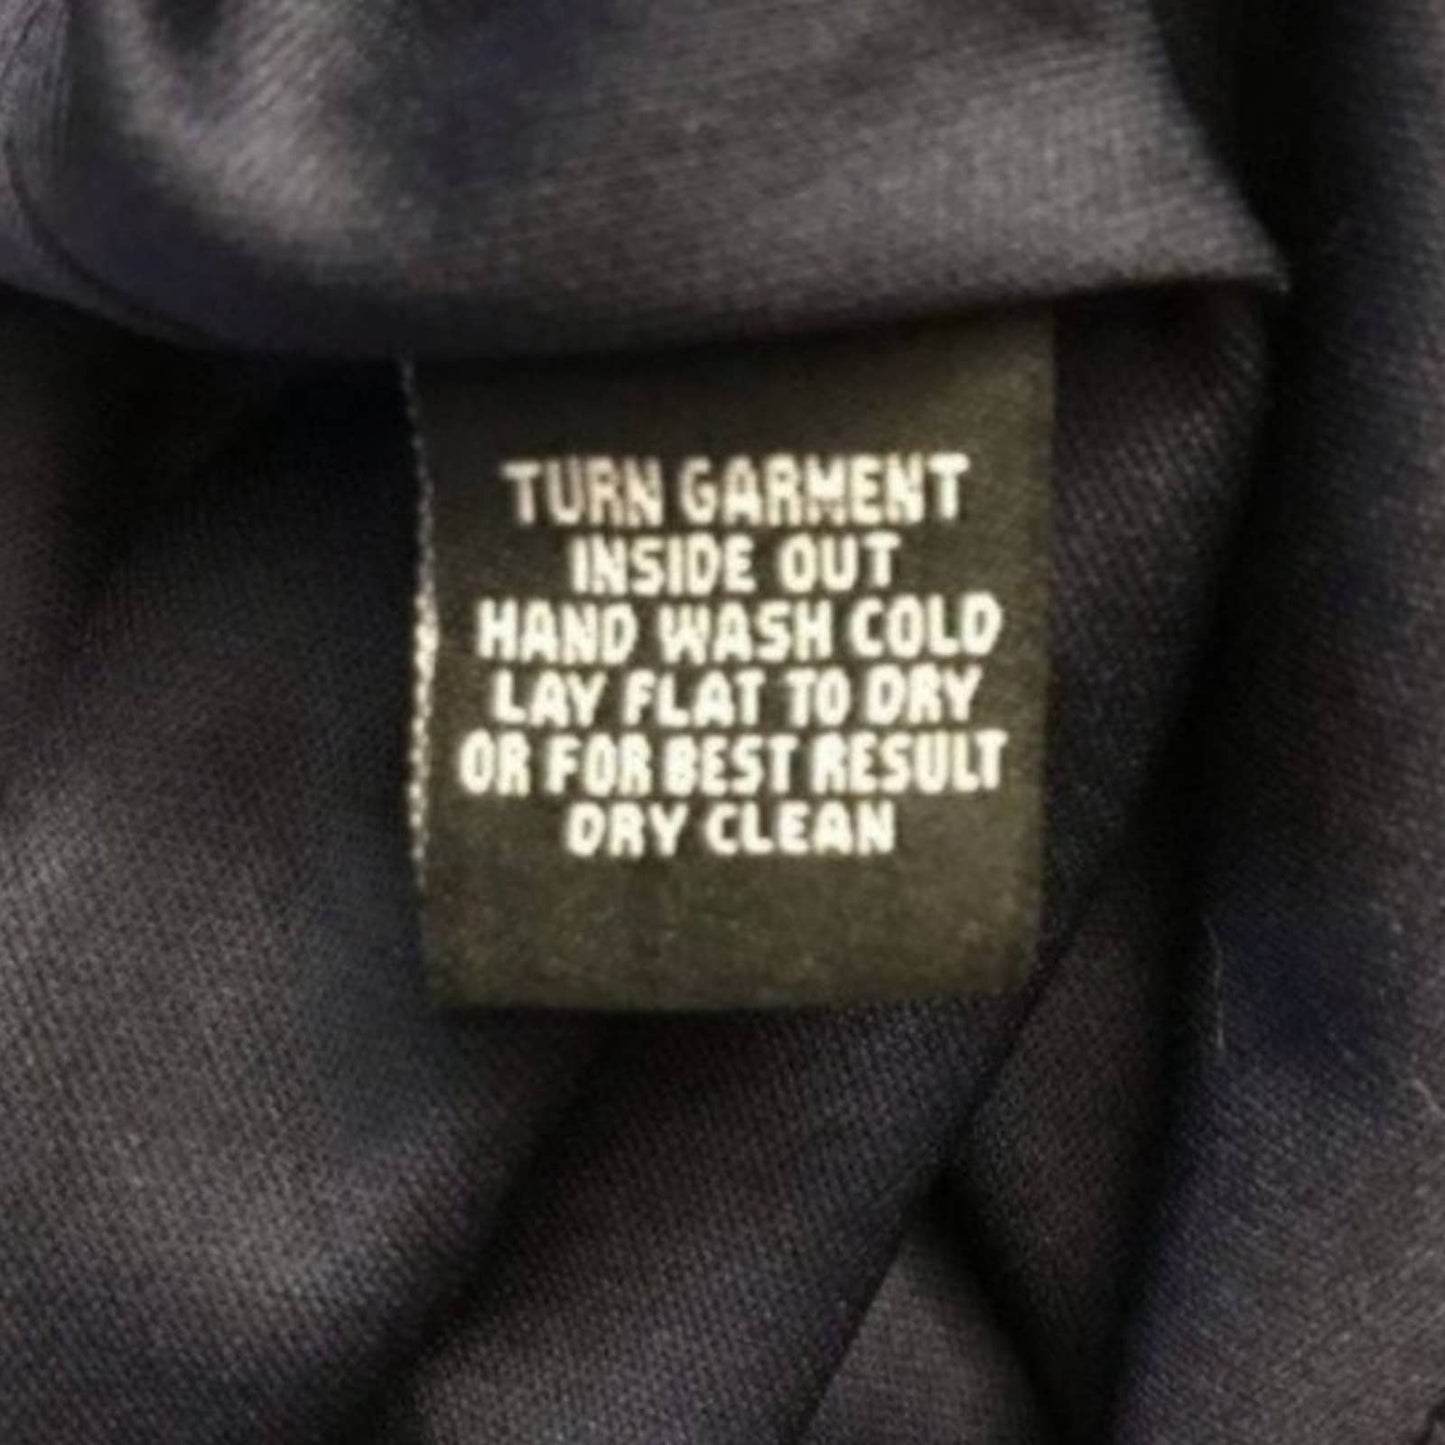 TURN GARMENT
INSIDE OUT
HAND WASH COLD
LAY FLAT TO DRY
OR FOR BEST RESULT
DRY CLEAN